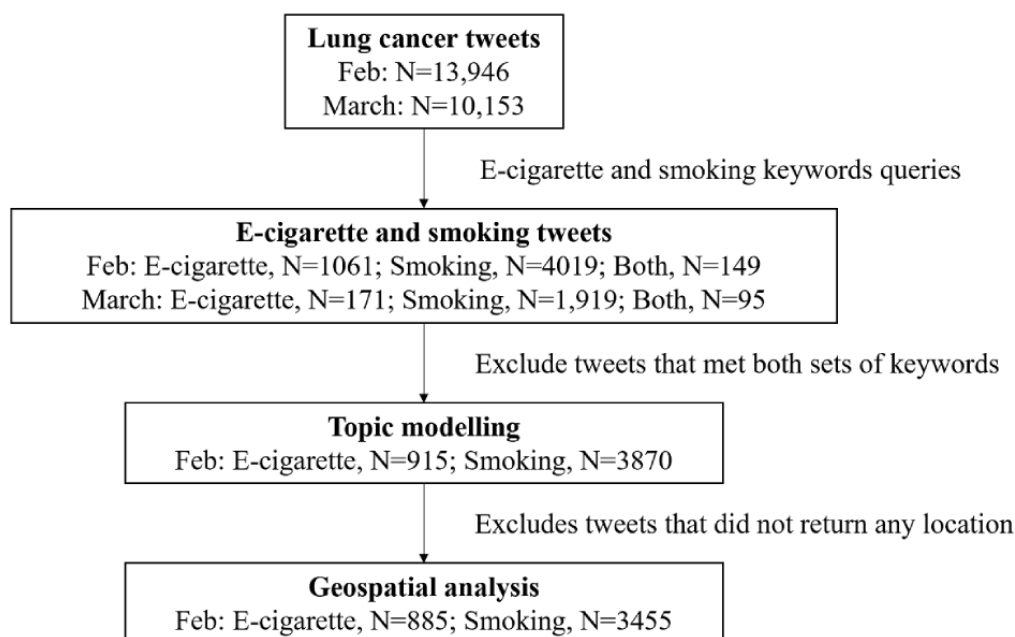 Lung cancer tweets
Feb: N=13,946
March: N=10,153
E-cigarette and smoking keywords queries
E-cigarette and smoking tweets
Feb: E-cigarette, N=1061; Smoking, N=4019; Both, N=149
March: E-cigarette, N=171; Smoking, N=1,919; Both, N=95
Exclude tweets that met both sets of keywords
Topic modelling
Feb: E-cigarette, N=915; Smoking, N=3870
Excludes tweets that did not return any location
Geospatial analysis
Feb: E-cigarette, N=885; Smoking, N=3455